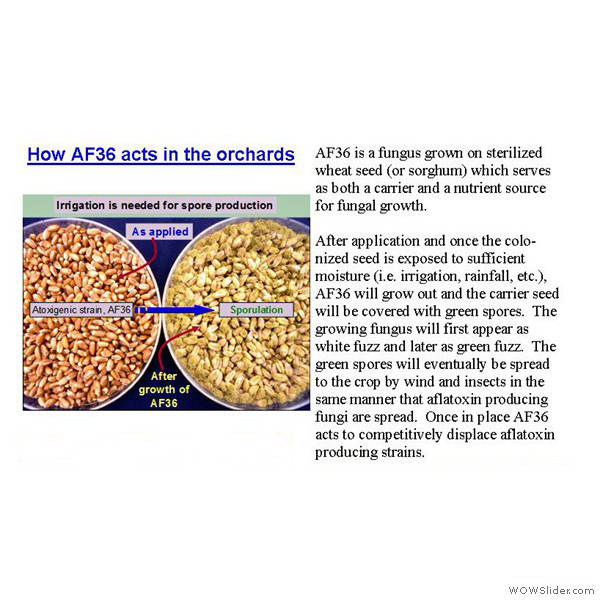 How AF36 acts in the orchards
Irrigation is needed for spore production
As applied
Atoxigenic strain, AF36
Sporulation
After
growth of
AF36
AF36 is a fungus grown on sterilized
wheat seed (or sorghum) which serves
as both a carrier and a nutrient source
for fungal growth.
After application and once the colo-
nized seed is exposed to sufficient
moisture (i.e. irrigation, rainfall, etc.),
AF36 will grow out and the carrier seed
will be covered with green spores.  The
growing fungus will first appear as
white fuzz and later as green fuzz.  The
green spores will eventually be spread
to the crop by wind and insects in the
same manner that aflatoxin producing
fungi are spread.  Once in place AF36
acts to competitively displace aflatoxin
producing strains.
WOWSlider.com